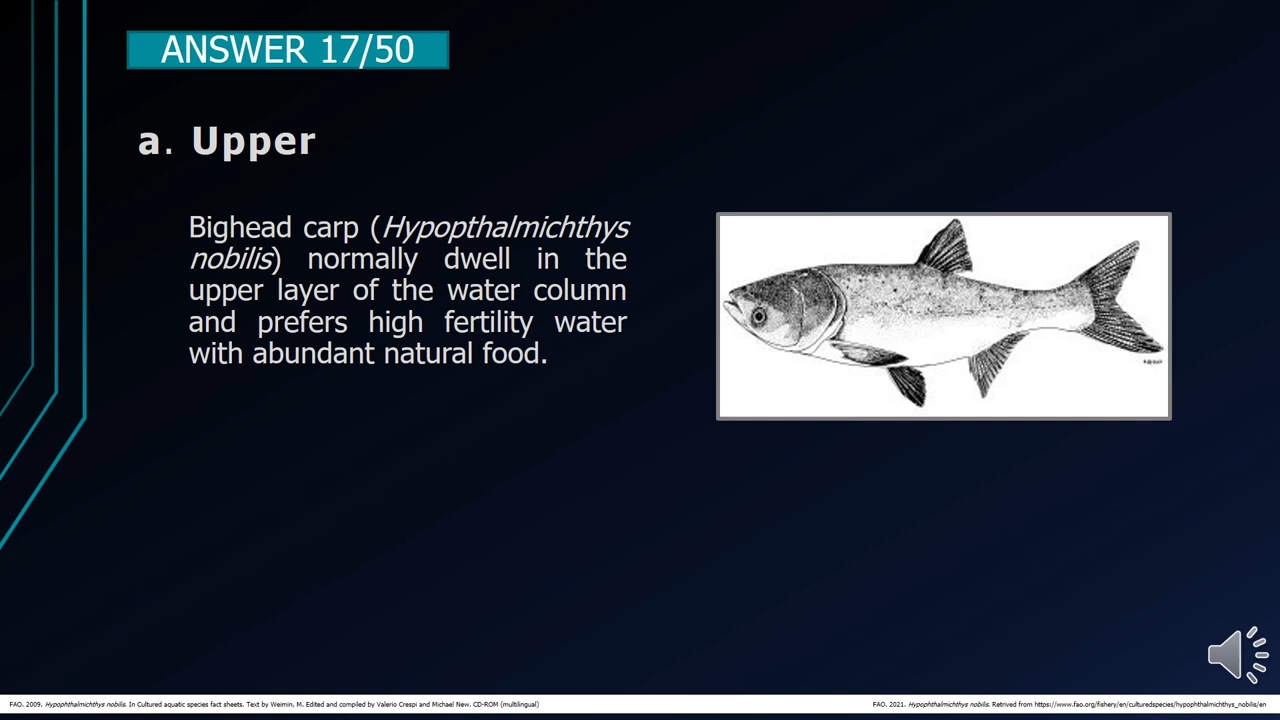 ANSWER 17/50
a. Upper
Bighead carp (Hypopthalmichthys
nobilis) normally dwell in the
upper layer of the water column
and prefers high fertility water
with abundant natural food.
FAO. 2009. Hypophthalmichthys nobilis. In Cultured aquatic species fact sheets. Text by Weimin, M. Edited and compiled by Valerio Crespi and Michael New. CD-ROM (multilingual)
FAO. 2021. Hypophthalmichthys nobilis. Retrived from https://www.fao.org/fishery/en/culturedspecies/hypophthalmichthys_nobilis/en